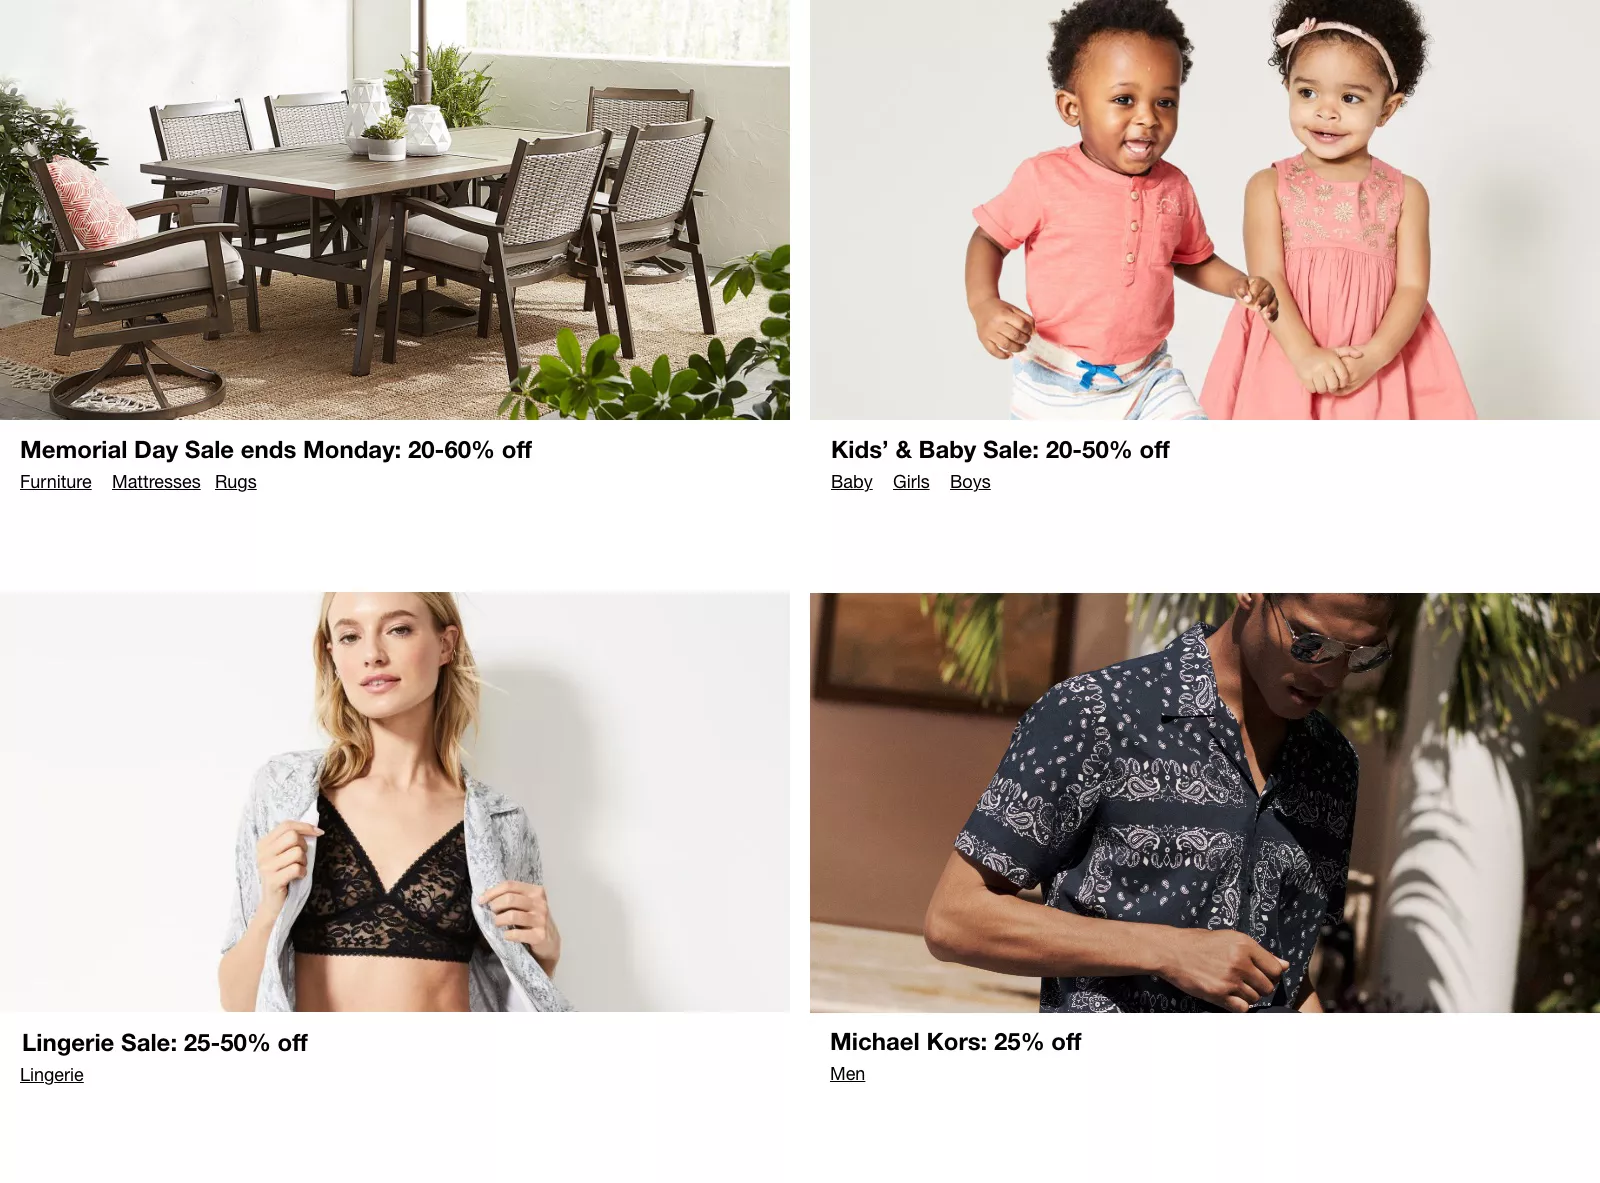 Memorial Day Sale ends Monday: 20-60% off
Furniture Mattresses Rugs
Kids’ & Baby Sale: 20-50% off
Baby Girls Boys
Lingerie Sale: 25-50% off
Lingerie
Michael Kors: 25% off
Men